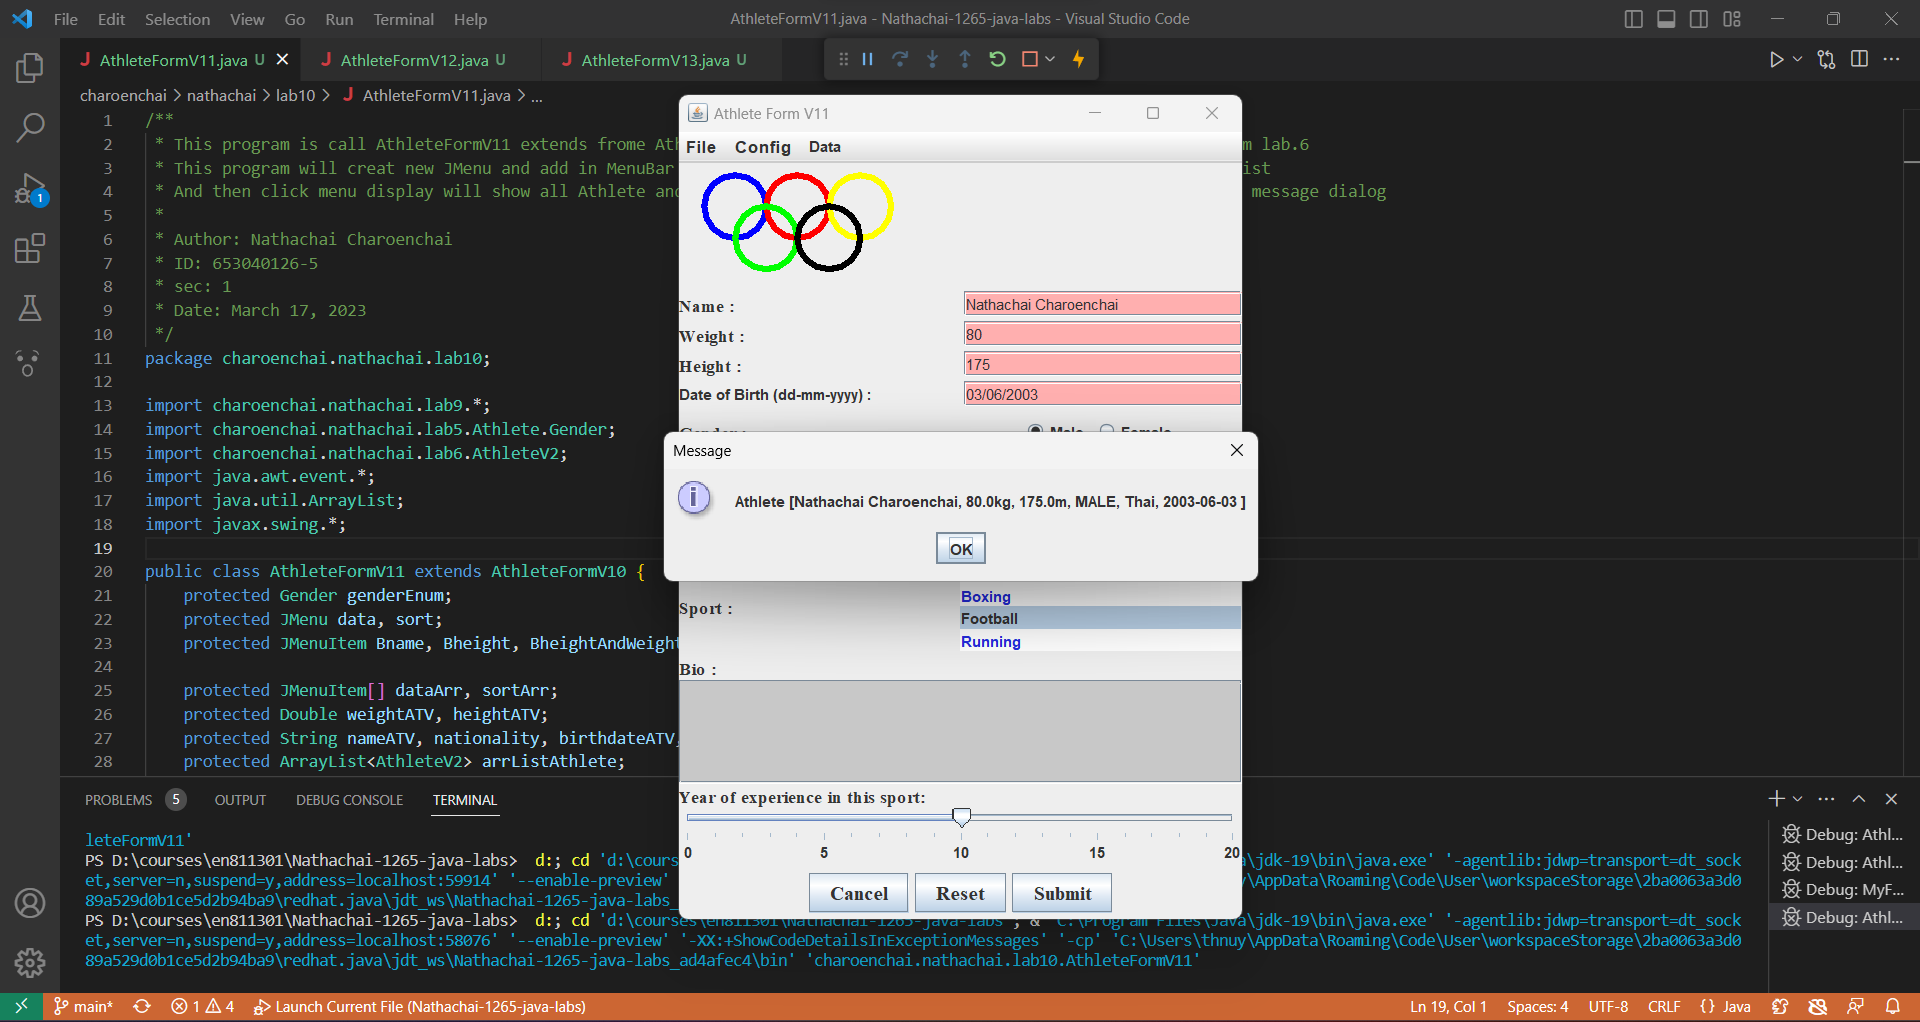 File Edit Selection View Go Run Terminal Help
AthleteFormV11.java - Nathachai-1265-java-labs - Visual Studio Code
AthleteFormV11.java U
AthleteFormV12.java U
AthleteFormV13.java U
charoenchai > nathachai > lab10 > AthleteFormV11.java > ...
1 /**
2 * This program is call AthleteFormV11 extends frome Ath
m lab.6
3 * This program will creat new JMenu and add in MenuBar
ist
4 * And then click menu display will show all Athlete and
message dialog
5 *
6 * Author: Nathachai Charoenchai
7 * ID: 653040126-5
8 * sec: 1
9 * Date: March 17, 2023
10 */
11 package charoenchai.nathachai.lab10;
12
13 import charoenchai.nathachai.lab9.*;
14 import charoenchai.nathachai.lab5.Athlete.Gender;
15 import charoenchai.nathachai.lab6.AthleteV2;
16 import java.awt.event.*;
17 import java.util.ArrayList;
18 import javax.swing.*;
19
20 public class AthleteFormV11 extends AthleteFormV10 {
21 protected Gender genderEnum;
22 protected JMenu data, sort;
23 protected JMenuItem Bname, Bheight, BheightAndWeight
24
25 protected JMenuItem[] dataArr, sortArr;
26 protected Double weightATV, heightATV;
27 protected String nameATV, nationality, birthdateATV,
28 protected ArrayList<AthleteV2> arrListAthlete;
1
Athlete Form V11
File Config Data
Name : Nathachai Charoenchai
Weight : 80
Height : 175
Date of Birth (dd-mm-yyyy) : 03/06/2003
Gender : Male Female
Message
Athlete [Nathachai Charoenchai, 80.0kg, 175.0m, MALE, Thai, 2003-06-03 ]
OK
Sport :
Boxing
Football
Running
Bio :
Year of experience in this sport:
0 5 10 15 20
Cancel Reset Submit
PROBLEMS 5 OUTPUT DEBUG CONSOLE TERMINAL
leteFormV11'
PS D:\courses\en811301\Nathachai-1265-java-labs> d:; cd 'd:\cours
a\jdk-19\bin\java.exe' '-agentlib:jdwp=transport=dt_sock
et,server=n,suspend=y,address=localhost:59914' '--enable-preview'
y\AppData\Roaming\Code\User\workspaceStorage\2ba0063a3d0
89a529d0b1ce5d2b94ba9\redhat.java\jdt_ws\Nathachai-1265-java-labs_
PS D:\courses\en811301\Nathachai-1265-java-labs> d:; cd 'd:\courses\en811301\Nathachai-1265-java-labs'; & 'C:\Program Files\Java\jdk-19\bin\java.exe' '-agentlib:jdwp=transport=dt_sock
et,server=n,suspend=y,address=localhost:58076' '--enable-preview' '-XX:+ShowCodeDetailsInExceptionMessages' '-cp' 'C:\Users\thnuy\AppData\Roaming\Code\User\workspaceStorage\2ba0063a3d0
89a529d0b1ce5d2b94ba9\redhat.java\jdt_ws\Nathachai-1265-java-labs_ad4afec4\bin' 'charoenchai.nathachai.lab10.AthleteFormV11'
Debug: Athl...
Debug: Athl...
Debug: MyF...
Debug: Athl...
main* 1 4 Launch Current File (Nathachai-1265-java-labs)
Ln 19, Col 1 Spaces: 4 UTF-8 CRLF {} Java